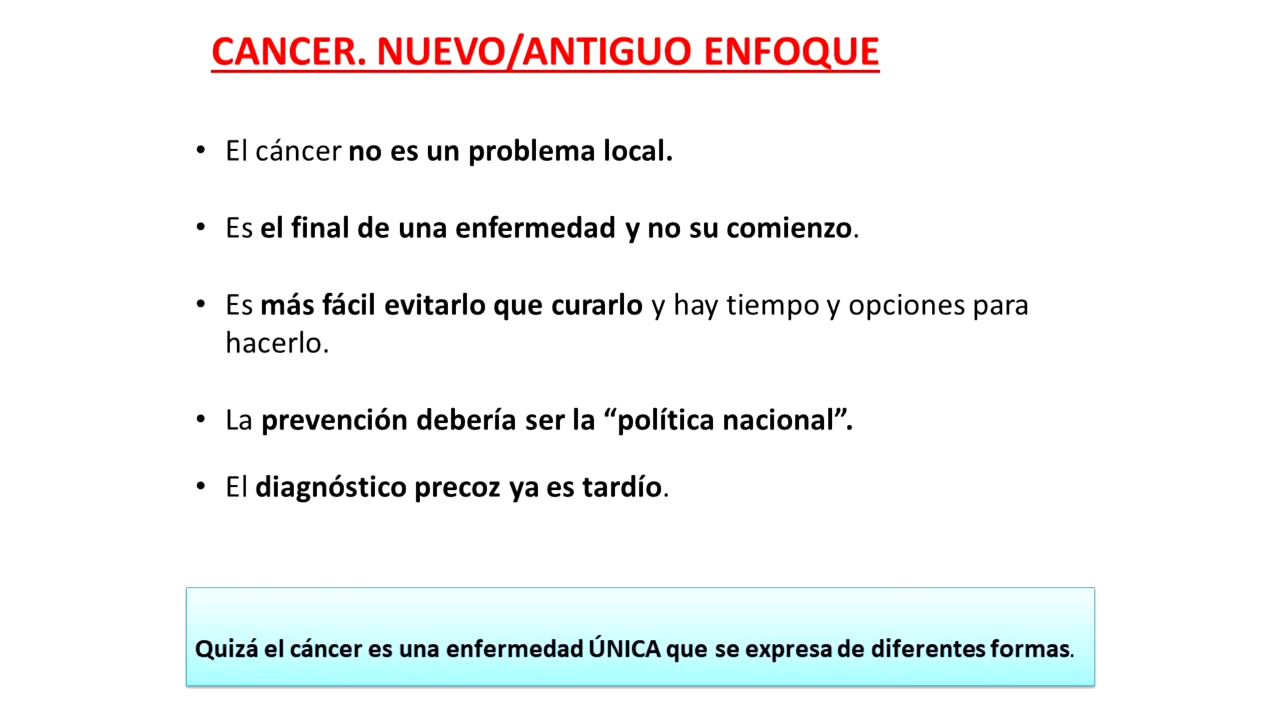 CANCER. NUEVO/ANTIGUO ENFOQUE
• El cáncer no es un problema local.
• Es el final de una enfermedad y no su comienzo.
• Es más fácil evitarlo que curarlo y hay tiempo y opciones para
hacerlo.
• La prevención debería ser la “política nacional”.
• El diagnóstico precoz ya es tardío.
Quizá el cáncer es una enfermedad ÚNICA que se expresa de diferentes formas.